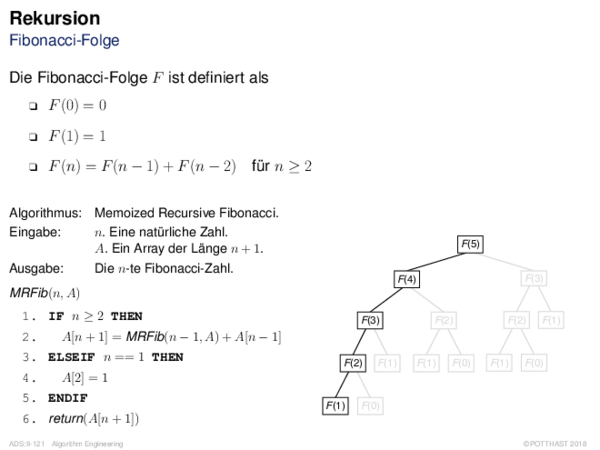 Rekursion
Fibonacci-Folge
Die Fibonacci-Folge F ist definiert als
❑ F(0) = 0
❑ F(1) = 1
❑ F(n) = F(n − 1) + F(n − 2) für n ≥ 2
Algorithmus: Memoized Recursive Fibonacci.
Eingabe: n. Eine natürliche Zahl.
A. Ein Array der Länge n + 1.
Ausgabe: Die n-te Fibonacci-Zahl.
MRFib(n, A)
1. IF n ≥ 2 THEN
2. A[n + 1] = MRFib(n − 1, A) + A[n − 1]
3. ELSEIF n == 1 THEN
4. A[2] = 1
5. ENDIF
6. return(A[n + 1])
F(5)
F(4) F(3)
F(3) F(2) F(2) F(1)
F(2) F(1) F(1) F(0) F(1) F(0)
F(1) F(0)
ADS:II-121 Algorithm Engineering ©POTTHAST 2018